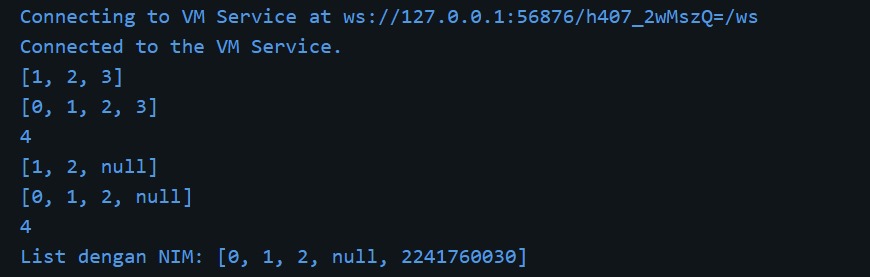 Connecting to VM Service at ws://127.0.0.1:56876/h407_2wMszQ=/ws
Connected to the VM Service.
[1, 2, 3]
[0, 1, 2, 3]
4
[1, 2, null]
[0, 1, 2, null]
4
List dengan NIM: [0, 1, 2, null, 2241760030]